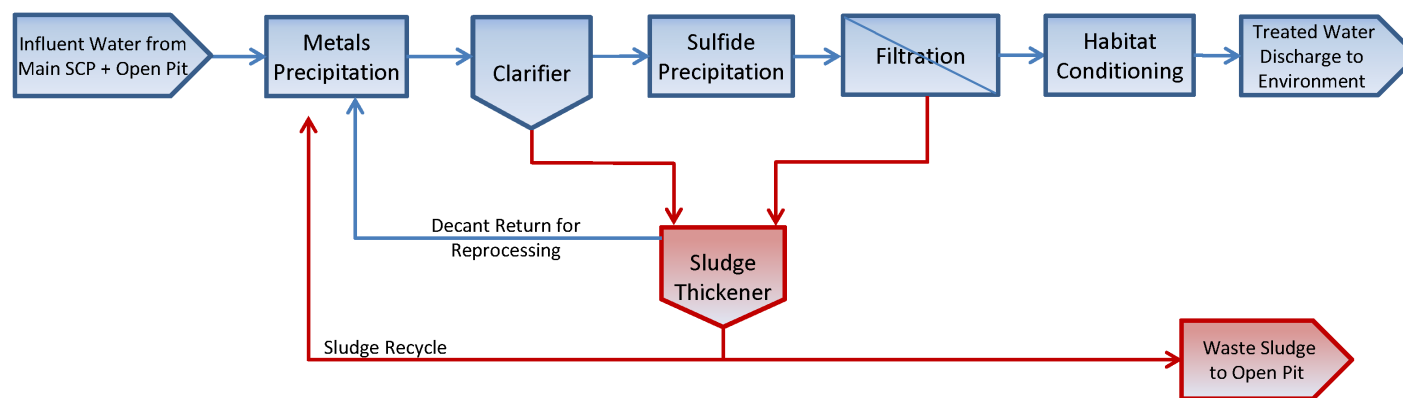 Influent Water from
Main SCP + Open Pit
Metals
Precipitation
Clarifier
Sulfide
Precipitation
Filtration
Habitat
Conditioning
Treated Water
Discharge to
Environment
Decant Return for
Reprocessing
Sludge
Thickener
Sludge Recycle
Waste Sludge
to Open Pit